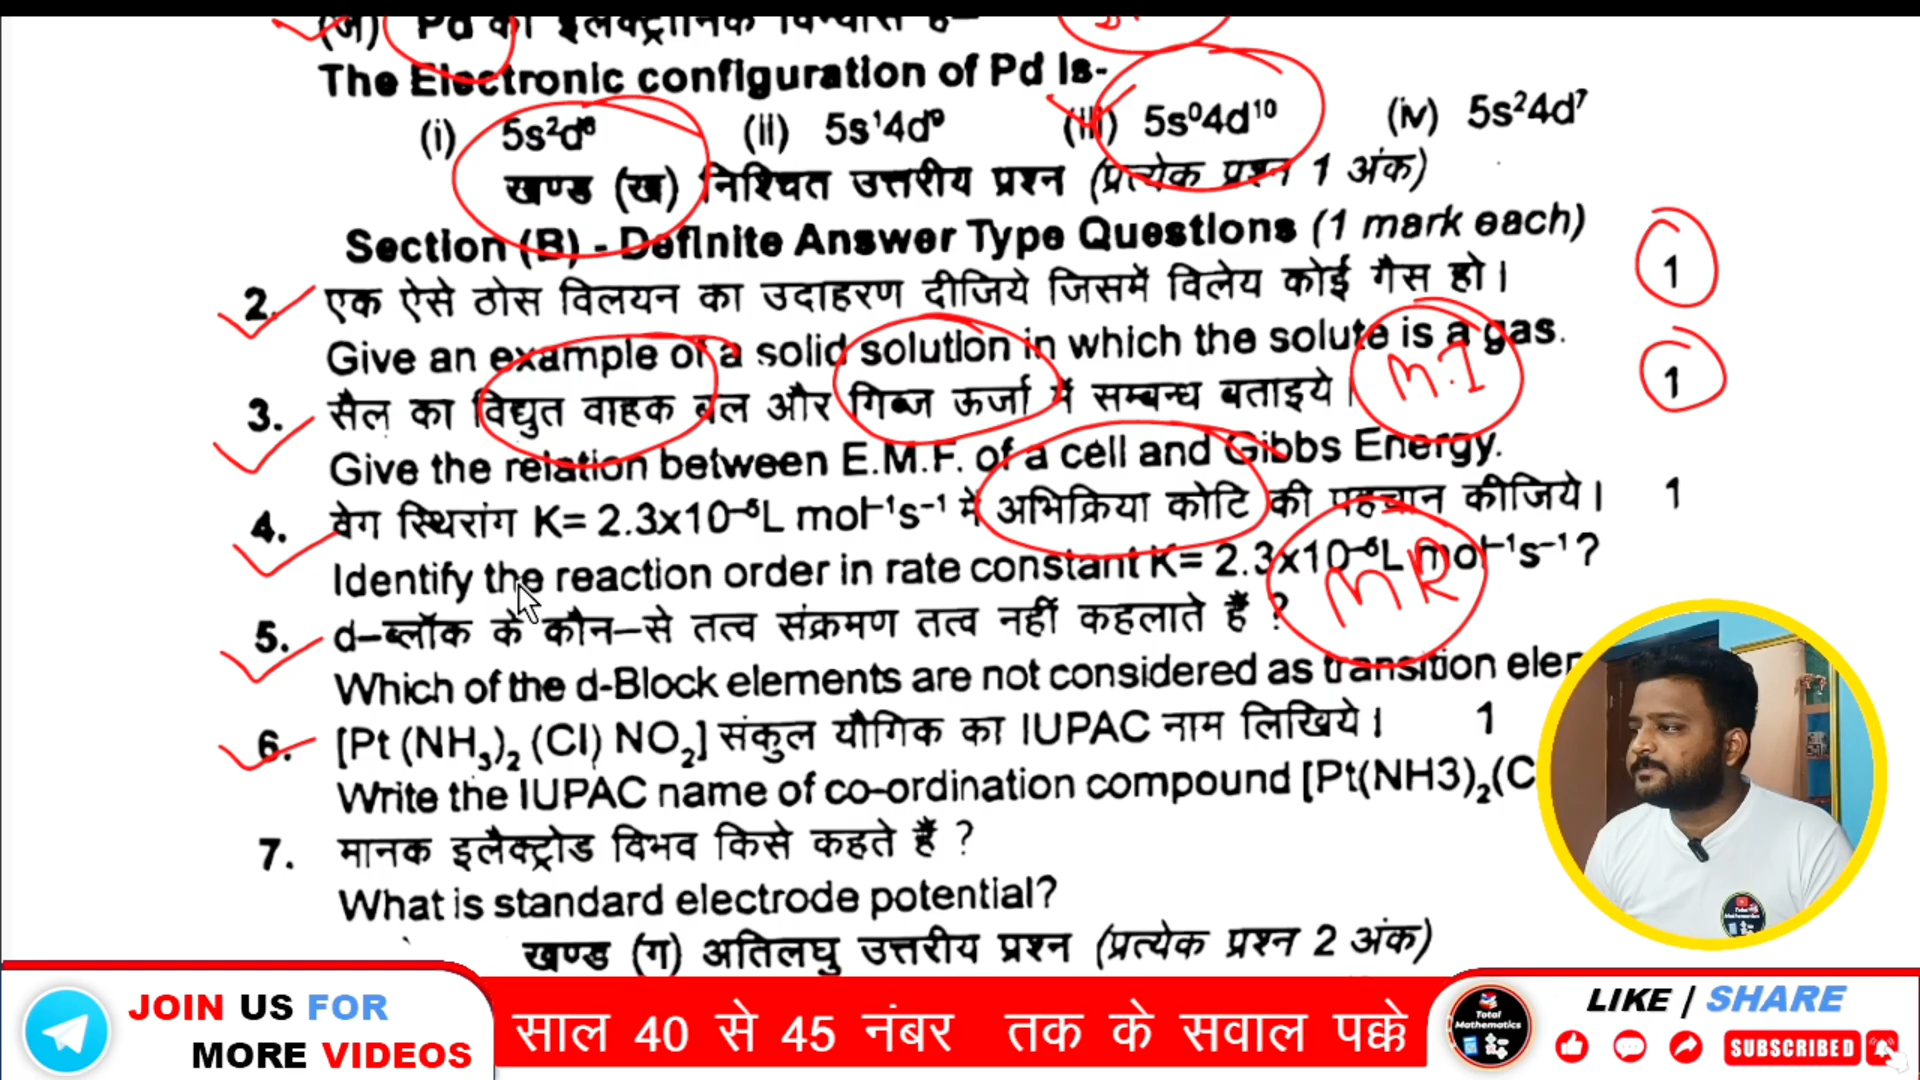 (ज) Pd का इलेक्ट्रॉनिक विन्यास है–
The Electronic configuration of Pd is-
(i) 5s²d⁸ (ii) 5s¹4d⁹ (iii) 5s⁰4d¹⁰ (iv) 5s²4d⁷
खण्ड (ख) निश्चित उत्तरीय प्रश्न (प्रत्येक प्रश्न 1 अंक)
Section (B) - Definite Answer Type Questions (1 mark each)
2. एक ऐसे ठोस विलयन का उदाहरण दीजिये जिसमें विलेय कोई गैस हो। 1
Give an example of a solid solution in which the solute is a gas.
3. सैल का विद्युत वाहक बल और गिब्ज ऊर्जा में सम्बन्ध बताइये। M.I 1
Give the relation between E.M.F. of a cell and Gibbs Energy.
4. वेग स्थिरांग K= 2.3x10⁻⁵L mol⁻¹s⁻¹ में अभिक्रिया कोटि की पहचान कीजिये। 1
Identify the reaction order in rate constant K= 2.3x10⁻⁵L mol⁻¹s⁻¹?
MR
5. d–ब्लॉक के कौन–से तत्व संक्रमण तत्व नहीं कहलाते हैं ?
Which of the d-Block elements are not considered as transition
6. [Pt (NH₃)₂ (Cl) NO₂] संकुल यौगिक का IUPAC नाम लिखिये। 1
Write the IUPAC name of co-ordination compound [Pt(NH3)₂(C
7. मानक इलैक्ट्रोड विभव किसे कहते हैं ?
What is standard electrode potential?
खण्ड (ग) अतिलघु उत्तरीय प्रश्न (प्रत्येक प्रश्न 2 अंक)
JOIN US FOR
MORE VIDEOS
साल 40 से 45 नंबर तक के सवाल पक्के
Total
Mathematics
LIKE / SHARE
SUBSCRIBED